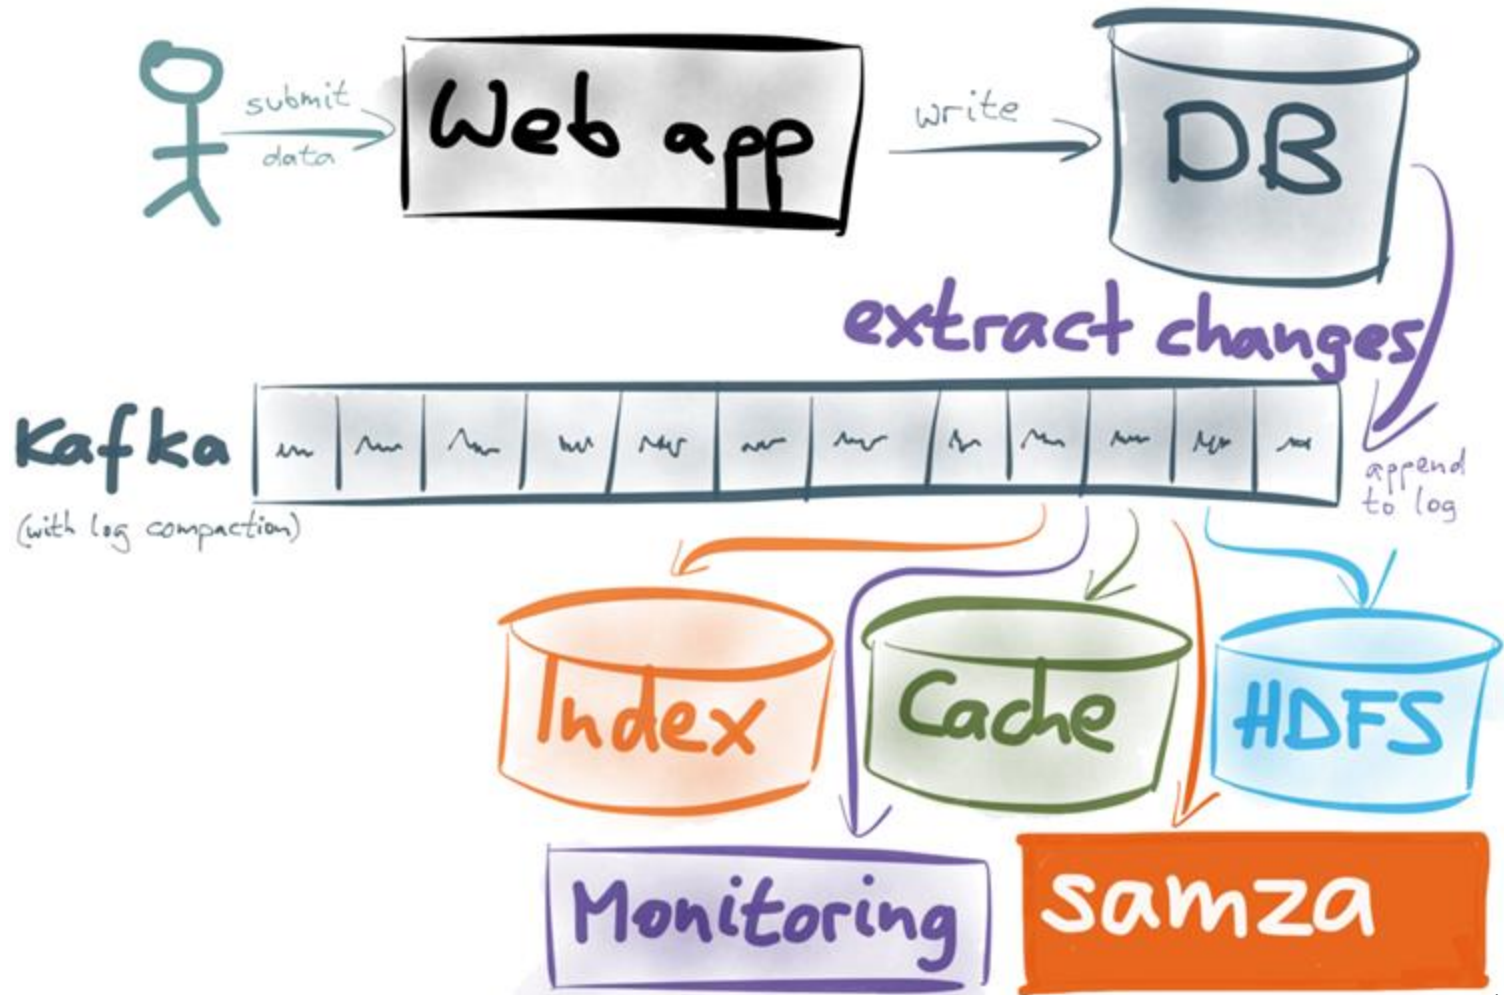 submit
data
Web app
write
DB
extract changes
Kafka
(with log compaction)
append
to log
Index
Cache
HDFS
Monitoring
samza